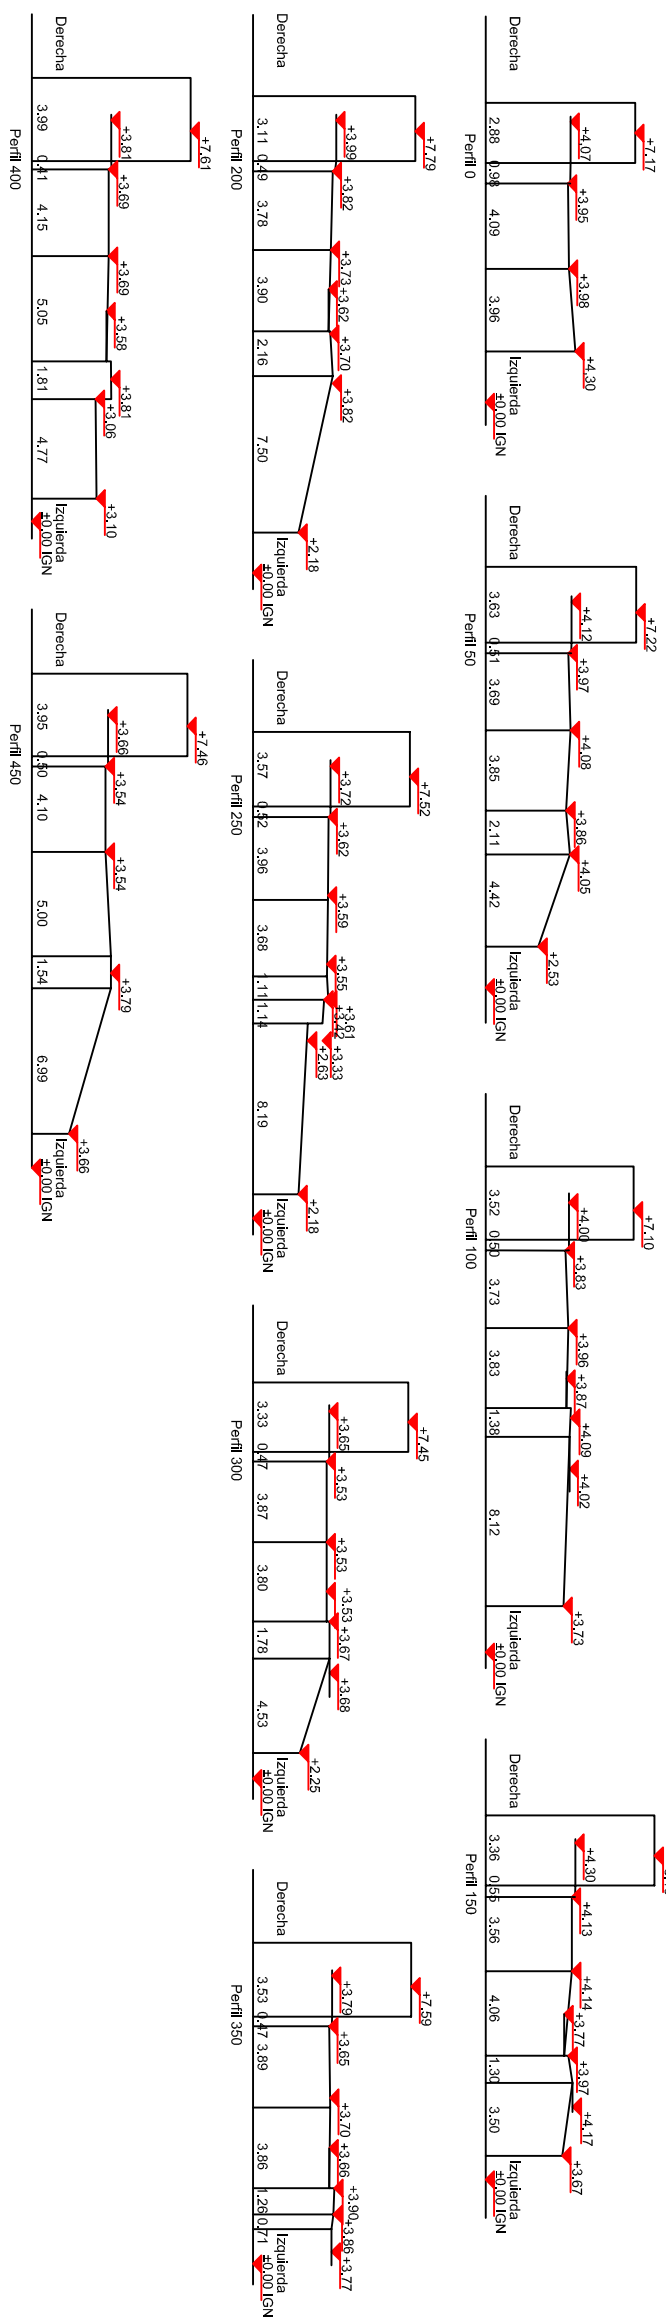 Derecha
+7.17
+4.07
+3.95
+3.98
+4.30
Izquierda
±0.00 IGN
2.88 0.98 4.09 3.96
Perfil 0
Derecha
+7.22
+4.12
+3.97
+4.08
+3.86
+4.05
+2.53
Izquierda
±0.00 IGN
3.63 0.51 3.69 3.85 2.11 4.42
Perfil 50
Derecha
+7.10
+4.00
+3.83
+3.96
+3.87
+4.09
+4.02
+3.73
Izquierda
±0.00 IGN
3.52 0.50 3.73 3.83 1.38 8.12
Perfil 100
Derecha
+4.30
+4.13
+4.14
+3.77
+3.97
+4.17
+3.67
Izquierda
±0.00 IGN
3.36 0.55 3.56 4.06 1.30 3.50
Perfil 150
Derecha
+7.79
+3.99
+3.82
+3.73
+3.62
+3.70
+3.82
+2.18
Izquierda
±0.00 IGN
3.11 0.49 3.78 3.90 2.16 7.50
Perfil 200
Derecha
+7.52
+3.72
+3.62
+3.59
+3.55
+3.61
+3.42
+3.33
+2.63
+2.18
Izquierda
±0.00 IGN
3.57 0.52 3.96 3.68 1.11 1.14 8.19
Perfil 250
Derecha
+7.45
+3.65
+3.53
+3.53
+3.53
+3.67
+3.68
+2.25
Izquierda
±0.00 IGN
3.33 0.47 3.87 3.80 1.78 4.53
Perfil 300
Derecha
+7.59
+3.79
+3.65
+3.70
+3.66
+3.90
+3.86
+3.77
Izquierda
±0.00 IGN
3.53 0.47 3.89 3.86 1.26 0.71
Perfil 350
Derecha
+7.61
+3.81
+3.69
+3.69
+3.58
+3.81
+3.06
+3.10
Izquierda
±0.00 IGN
3.99 0.41 4.15 5.05 1.81 4.77
Perfil 400
Derecha
+7.46
+3.66
+3.54
+3.54
+3.79
+3.66
Izquierda
±0.00 IGN
3.95 0.50 4.10 5.00 1.54 6.99
Perfil 450